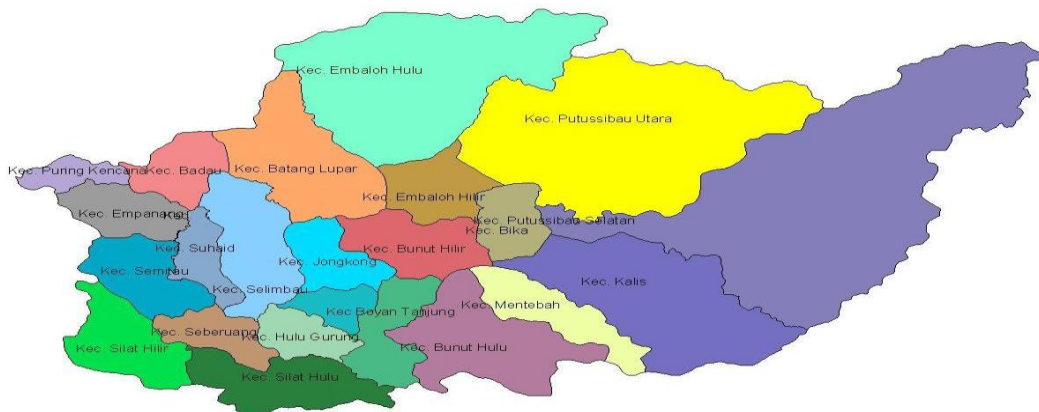 Kec. Embaloh Hulu
Kec. Putussibau Utara
Kec. Puring Kencana
Kec. Badau
Kec. Batang Lupar
Kec. Embaloh Hilir
Kec. Empanang
Kec. Putussibau Selatan
Kec. Bika
Kec. Suhaid
Kec. Bunut Hilir
Kec. Jongkong
Kec. Semitau
Kec. Kalis
Kec. Selimbau
Kec. Mentebah
Kec Boyan Tanjung
Kec. Seberuang
Kec. Hulu Gurung
Kec. Silat Hilir
Kec. Bunut Hulu
Kec. Silat Hulu